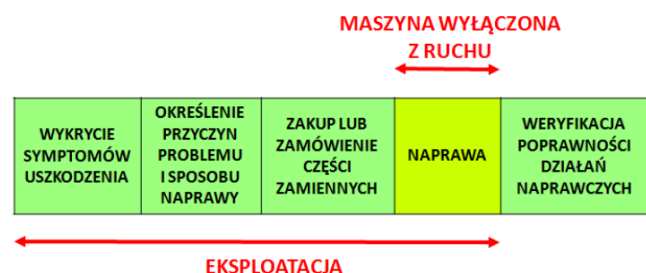 MASZYNA WYŁĄCZONA
Z RUCHU
WYKRYCIE
SYMPTOMÓW
USZKODZENIA
OKREŚLENIE
PRZYCZYN
PROBLEMU
I SPOSOBU
NAPRAWY
ZAKUP LUB
ZAMÓWIENIE
CZĘŚCI
ZAMIENNYCH
NAPRAWA
WERYFIKACJA
POPRAWNOŚCI
DZIAŁAŃ
NAPRAWCZYCH
EKSPLOATACJA